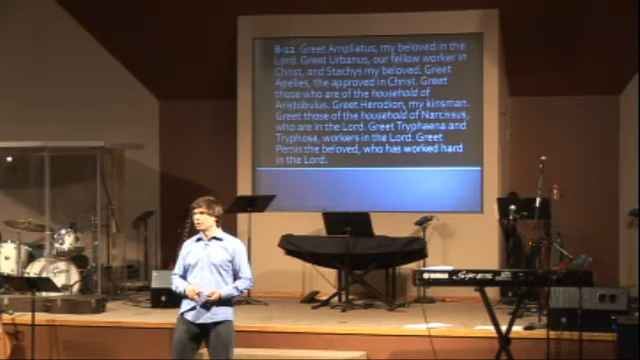 8-12 Greet Ampliatus, my beloved in the
Lord. Greet Urbanus, our fellow worker in
Christ, and Stachys my beloved. Greet
Apelles, the approved in Christ. Greet
those who are of the household of
Aristobulus. Greet Herodion, my kinsman.
Greet those of the household of Narcissus,
who are in the Lord. Greet Tryphaena and
Tryphosa, workers in the Lord. Greet
Persis the beloved, who has worked hard
in the Lord.
YAMAHA